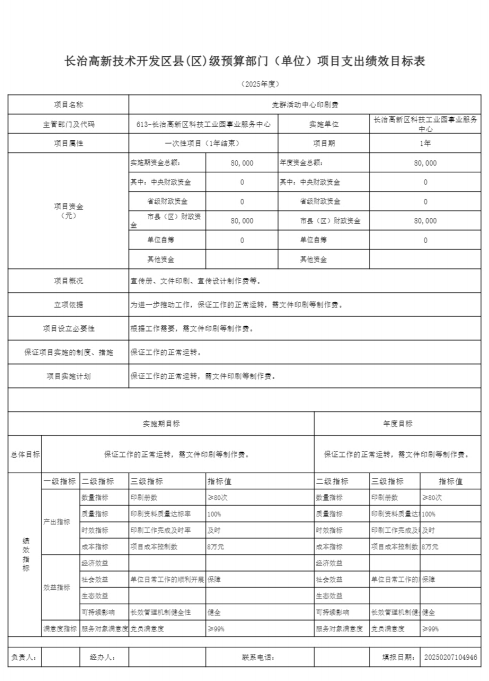 长治高新技术开发区县(区)级预算部门（单位）项目支出绩效目标表
（2025年度）
项目名称 党群活动中心印刷费
主管部门及代码 613-长治高新区科技工业园事业服务中心 实施单位 长治高新区科技工业园事业服务中心
项目属性 一次性项目（1年结束） 项目期 1年
项目资金（元） 实施期资金总额： 80,000 年度资金总额： 80,000
其中：中央财政资金 0 其中：中央财政资金 0
省级财政资金 0 省级财政资金 0
市县（区）财政资金 80,000 市县（区）财政资金 80,000
单位自筹 0 单位自筹 0
其他资金 其他资金
项目概况 宣传册、文件印刷、宣传设计制作费等。
立项依据 为进一步推动工作，保证工作的正常运转，需文件印刷等制作费。
项目设立必要性 根据工作需要，需文件印刷等制作费。
保证项目实施的制度、措施 保证工作的正常运转。
项目实施计划 保证工作的正常运转，需文件印刷等制作费。
实施期目标 年度目标
总体目标 保证工作的正常运转，需文件印刷等制作费。 保证工作的正常运转，需文件印刷等制作费。
绩效指标 一级指标 二级指标 三级指标 指标值 二级指标 三级指标 指标值
产出指标 数量指标 印刷册数 ≥80次 数量指标 印刷册数 ≥80次
质量指标 印刷资料质量达标率 100% 质量指标 印刷资料质量达 100%
时效指标 印刷工作完成及时率 及时 时效指标 印刷工作完成及 及时
成本指标 项目成本控制数 8万元 成本指标 项目成本控制数 8万元
效益指标 经济效益 经济效益
社会效益 单位日常工作的顺利开展 保障 社会效益 单位日常工作的 保障
生态效益 生态效益
可持续影响 长效管理机制健全性 健全 可持续影响 长效管理机制健 健全
满意度指标 服务对象满意度 党员满意度 ≥99% 服务对象满意度 党员满意度 ≥99%
负责人： 经办人： 联系电话： 填报日期： 20250207104946